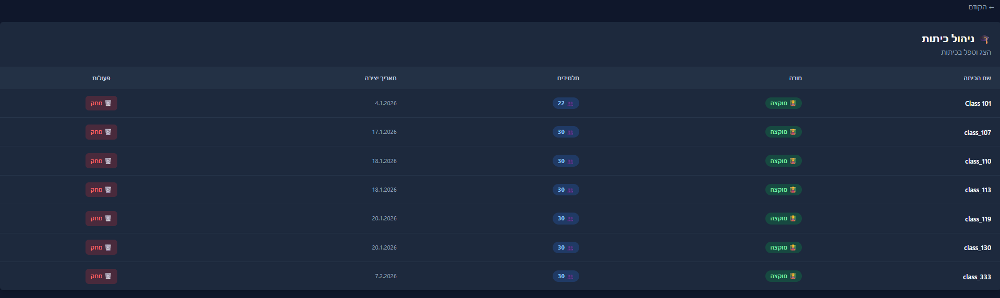 ← הקודם
ניהול כיתות
הצג וטפל בכיתות
שם הכיתה מורה תלמידים תאריך יצירה פעולות
Class 101 מוקצה 22 4.1.2026 מחק
class_107 מוקצה 30 17.1.2026 מחק
class_110 מוקצה 30 18.1.2026 מחק
class_113 מוקצה 30 18.1.2026 מחק
class_119 מוקצה 30 20.1.2026 מחק
class_130 מוקצה 30 20.1.2026 מחק
class_333 מוקצה 30 7.2.2026 מחק